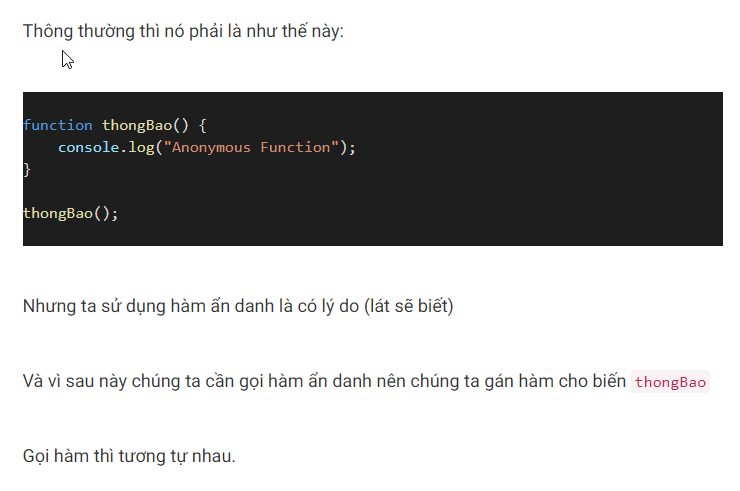 Thông thường thì nó phải là như thế này:
function thongBao() {
    console.log("Anonymous Function");
}
thongBao();
Nhưng ta sử dụng hàm ẩn danh là có lý do (lát sẽ biết)
Và vì sau này chúng ta cần gọi hàm ẩn danh nên chúng ta gán hàm cho biến thongBao
Gọi hàm thì tương tự nhau.